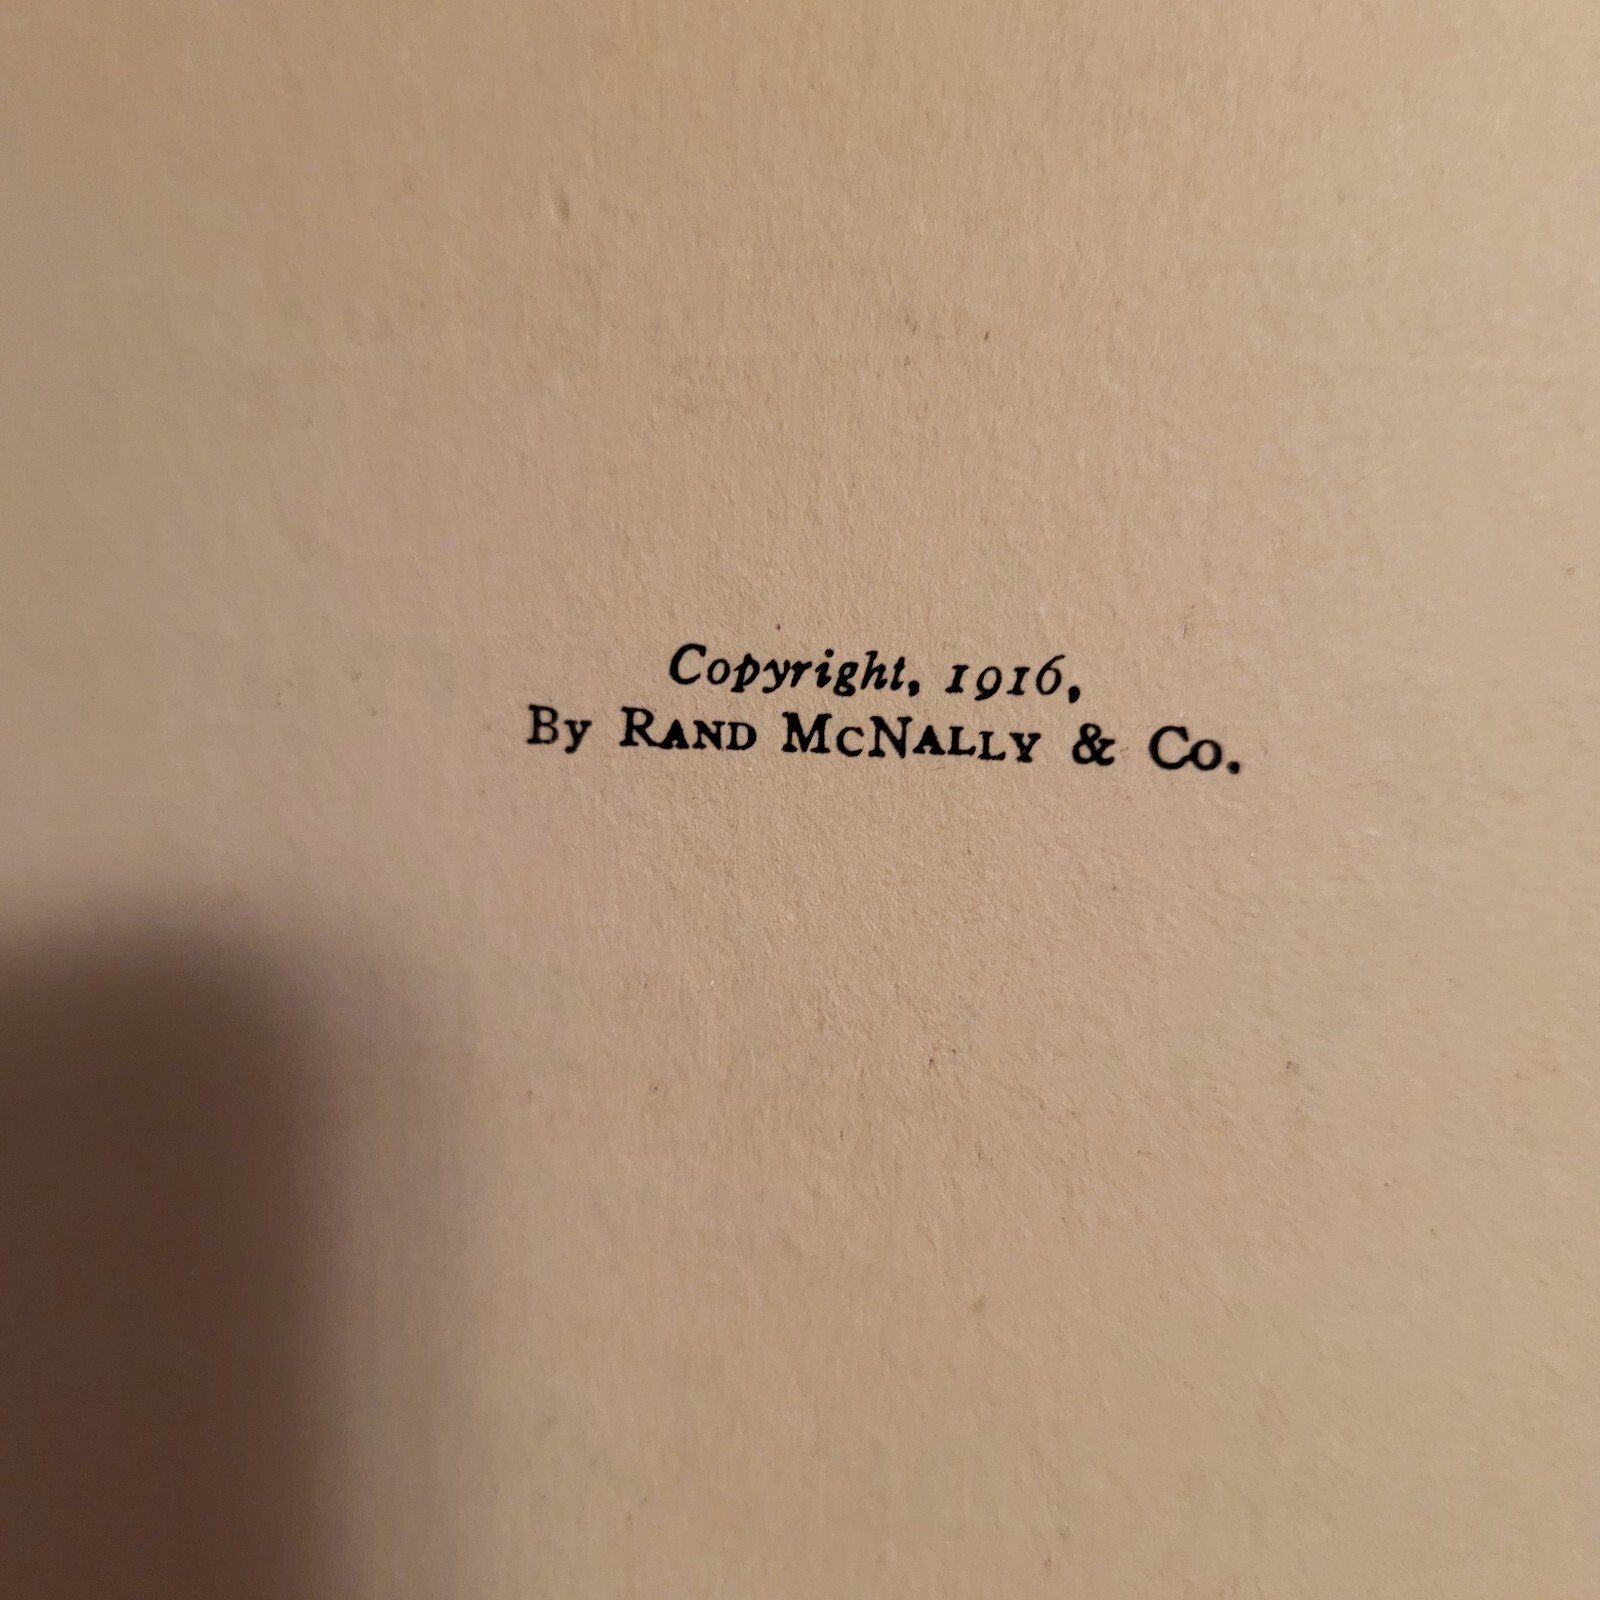 Copyright, 1916,
By Rand McNally & Co.